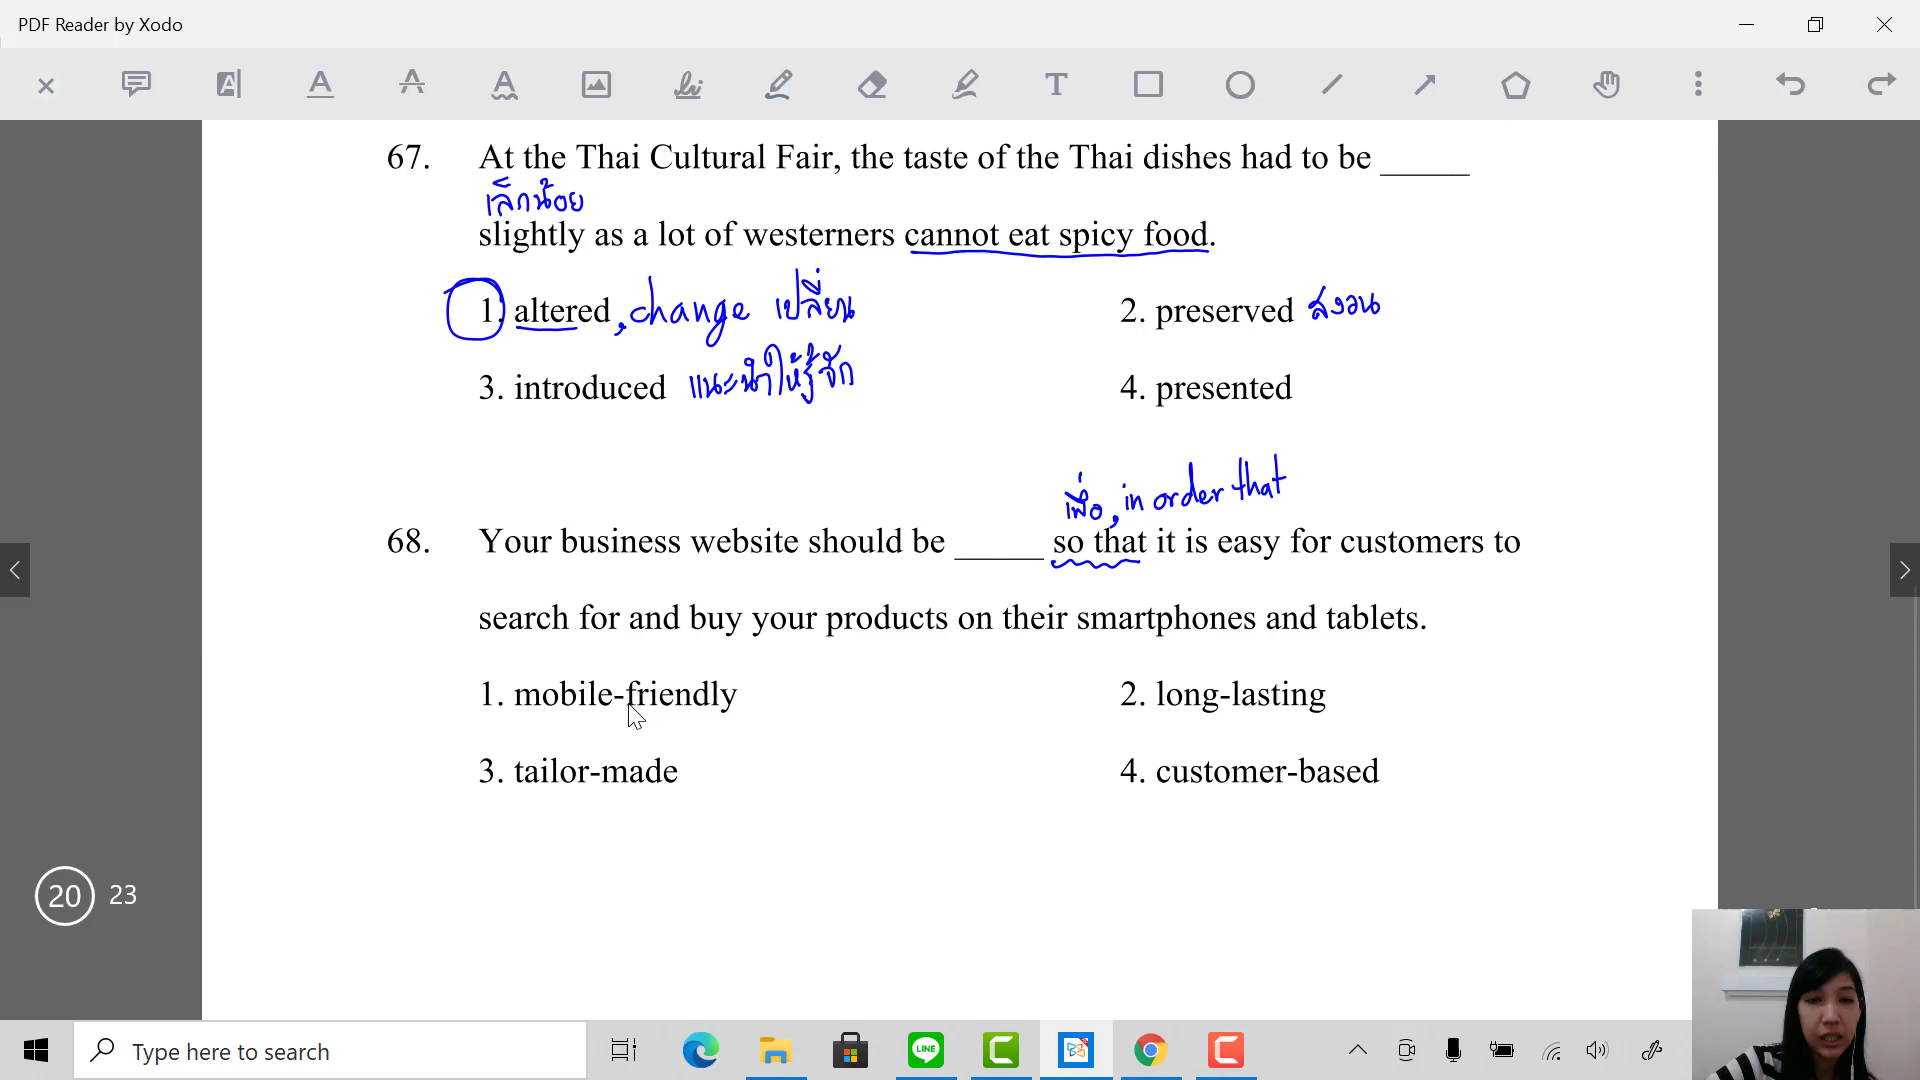 PDF Reader by Xodo
67. At the Thai Cultural Fair, the taste of the Thai dishes had to be _____
เล็กน้อย
slightly as a lot of westerners cannot eat spicy food.
1. altered , change เปลี่ยน
2. preserved สงวน
3. introduced แนะนำให้รู้จัก
4. presented
เพื่อ, in order that
68. Your business website should be _____ so that it is easy for customers to
search for and buy your products on their smartphones and tablets.
1. mobile-friendly
2. long-lasting
3. tailor-made
4. customer-based
20 23
Type here to search
LINE